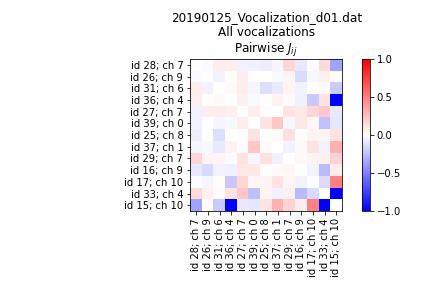 20190125_Vocalization_d01.dat
All vocalizations
Pairwise J_ij
id 28; ch 7
id 26; ch 9
id 31; ch 6
id 36; ch 4
id 27; ch 7
id 39; ch 0
id 25; ch 8
id 37; ch 1
id 29; ch 7
id 16; ch 9
id 17; ch 10
id 33; ch 4
id 15; ch 10
1.0
0.5
0.0
−0.5
−1.0
id 28; ch 7
id 26; ch 9
id 31; ch 6
id 36; ch 4
id 27; ch 7
id 39; ch 0
id 25; ch 8
id 37; ch 1
id 29; ch 7
id 16; ch 9
id 17; ch 10
id 33; ch 4
id 15; ch 10